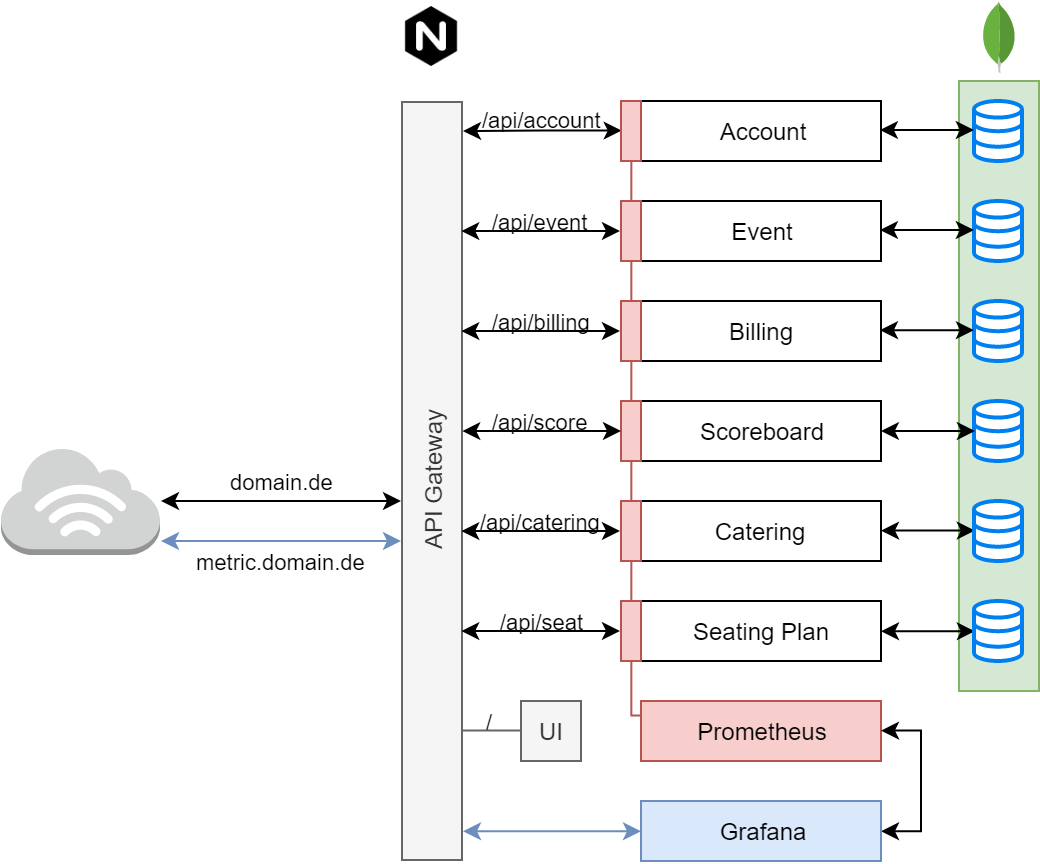 N
/api/account
Account
/api/event
Event
/api/billing
Billing
/api/score
Scoreboard
API Gateway
domain.de
metric.domain.de
/api/catering
Catering
/api/seat
Seating Plan
/
UI
Prometheus
Grafana